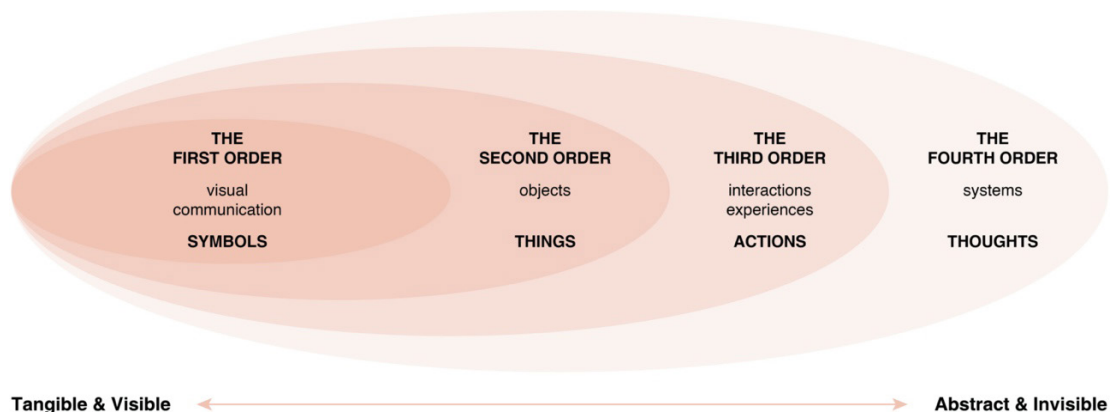 THE
FIRST ORDER
visual
communication
SYMBOLS
THE
SECOND ORDER
objects
THINGS
THE
THIRD ORDER
interactions
experiences
ACTIONS
THE
FOURTH ORDER
systems
THOUGHTS
Tangible & Visible
Abstract & Invisible